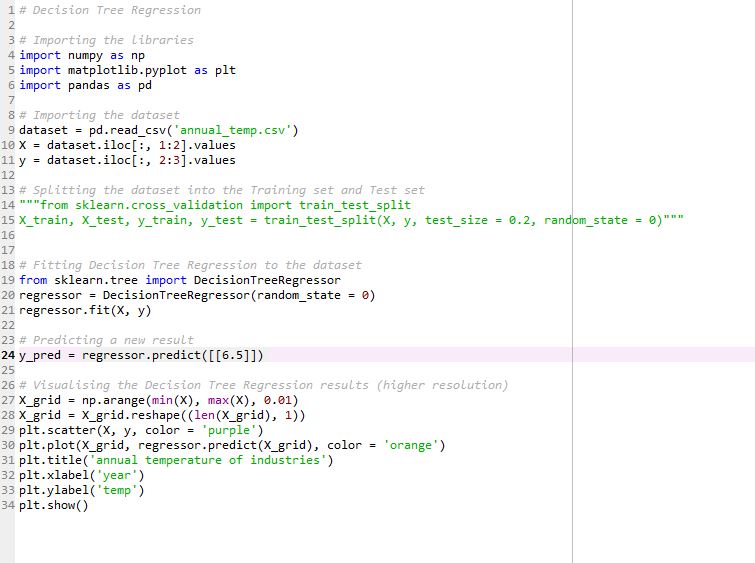 1 # Decision Tree Regression
2
3 # Importing the libraries
4 import numpy as np
5 import matplotlib.pyplot as plt
6 import pandas as pd
7
8 # Importing the dataset
9 dataset = pd.read_csv('annual_temp.csv')
10 X = dataset.iloc[:, 1:2].values
11 y = dataset.iloc[:, 2:3].values
12
13 # Splitting the dataset into the Training set and Test set
14 """from sklearn.cross_validation import train_test_split
15 X_train, X_test, y_train, y_test = train_test_split(X, y, test_size = 0.2, random_state = 0)"""
16
17
18 # Fitting Decision Tree Regression to the dataset
19 from sklearn.tree import DecisionTreeRegressor
20 regressor = DecisionTreeRegressor(random_state = 0)
21 regressor.fit(X, y)
22
23 # Predicting a new result
24 y_pred = regressor.predict([[6.5]])
25
26 # Visualising the Decision Tree Regression results (higher resolution)
27 X_grid = np.arange(min(X), max(X), 0.01)
28 X_grid = X_grid.reshape((len(X_grid), 1))
29 plt.scatter(X, y, color = 'purple')
30 plt.plot(X_grid, regressor.predict(X_grid), color = 'orange')
31 plt.title('annual temperature of industries')
32 plt.xlabel('year')
33 plt.ylabel('temp')
34 plt.show()